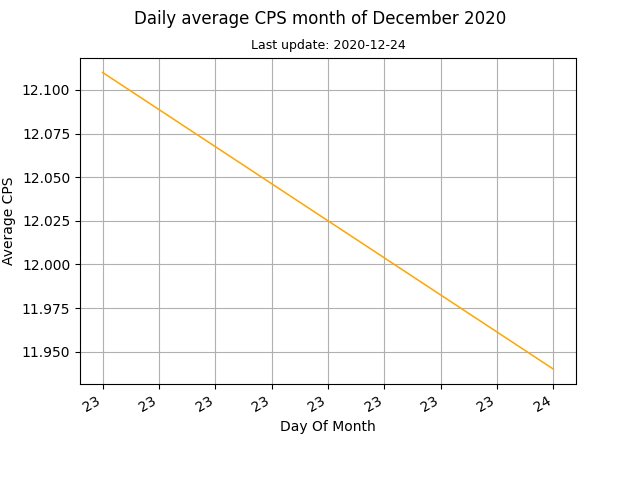 Daily average CPS month of December 2020
Last update: 2020-12-24
12.100
12.075
12.050
12.025
12.000
11.975
11.950
Average CPS
23 23 23 23 23 23 23 23 24
Day Of Month